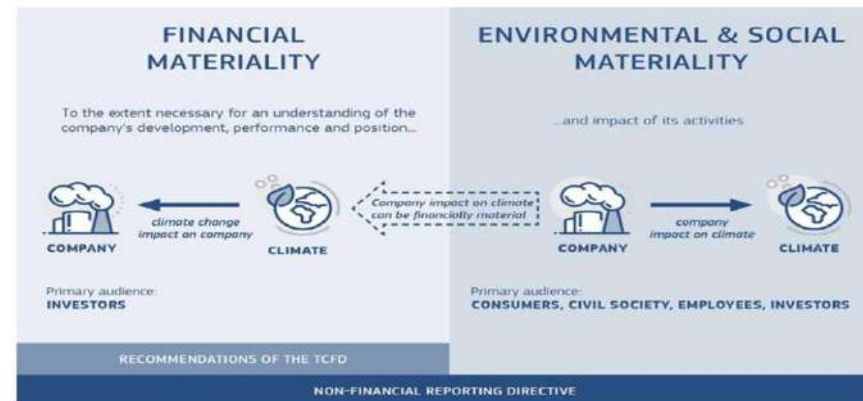 FINANCIAL
MATERIALITY
To the extent necessary for an understanding of the
company's development, performance and position...
COMPANY
climate change
impact on company
CLIMATE
Primary audience:
INVESTORS
RECOMMENDATIONS OF THE TCFD
Company impact on climate
can be financially material
ENVIRONMENTAL & SOCIAL
MATERIALITY
...and impact of its activities
COMPANY
company
impact on climate
CLIMATE
Primary audience:
CONSUMERS, CIVIL SOCIETY, EMPLOYEES, INVESTORS
NON-FINANCIAL REPORTING DIRECTIVE